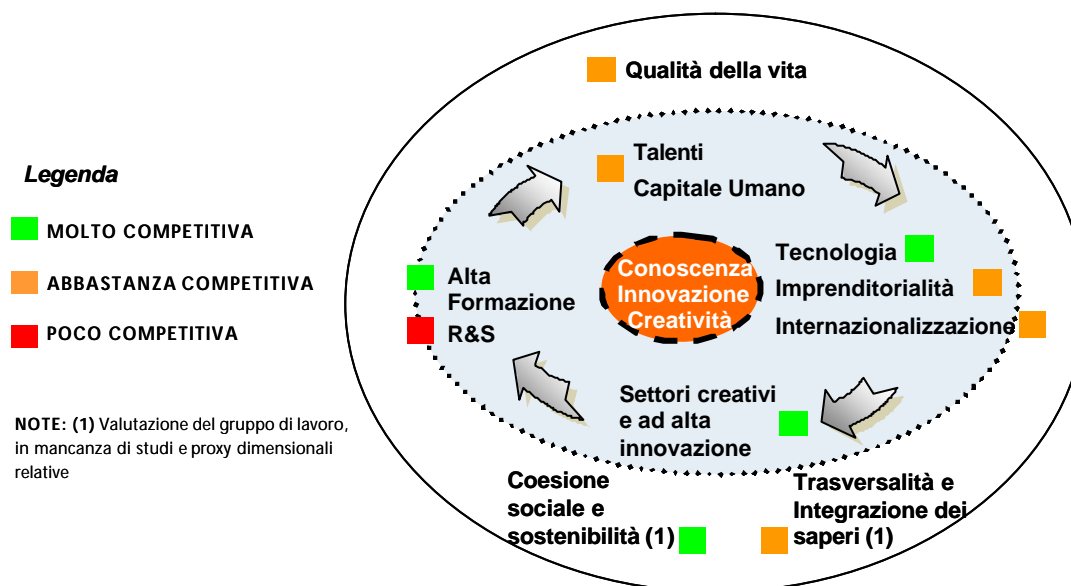 Qualità della vita
Legenda
MOLTO COMPETITIVA
ABBASTANZA COMPETITIVA
POCO COMPETITIVA
NOTE: (1) Valutazione del gruppo di lavoro,
in mancanza di studi e proxy dimensionali
relative
Talenti
Capitale Umano
Alta
Formazione
R&S
Conoscenza
Innovazione
Creatività
Tecnologia
Imprenditorialità
Internazionalizzazione
Settori creativi
e ad alta
innovazione
Coesione
sociale e
sostenibilità (1)
Trasversalità e
Integrazione dei
saperi (1)